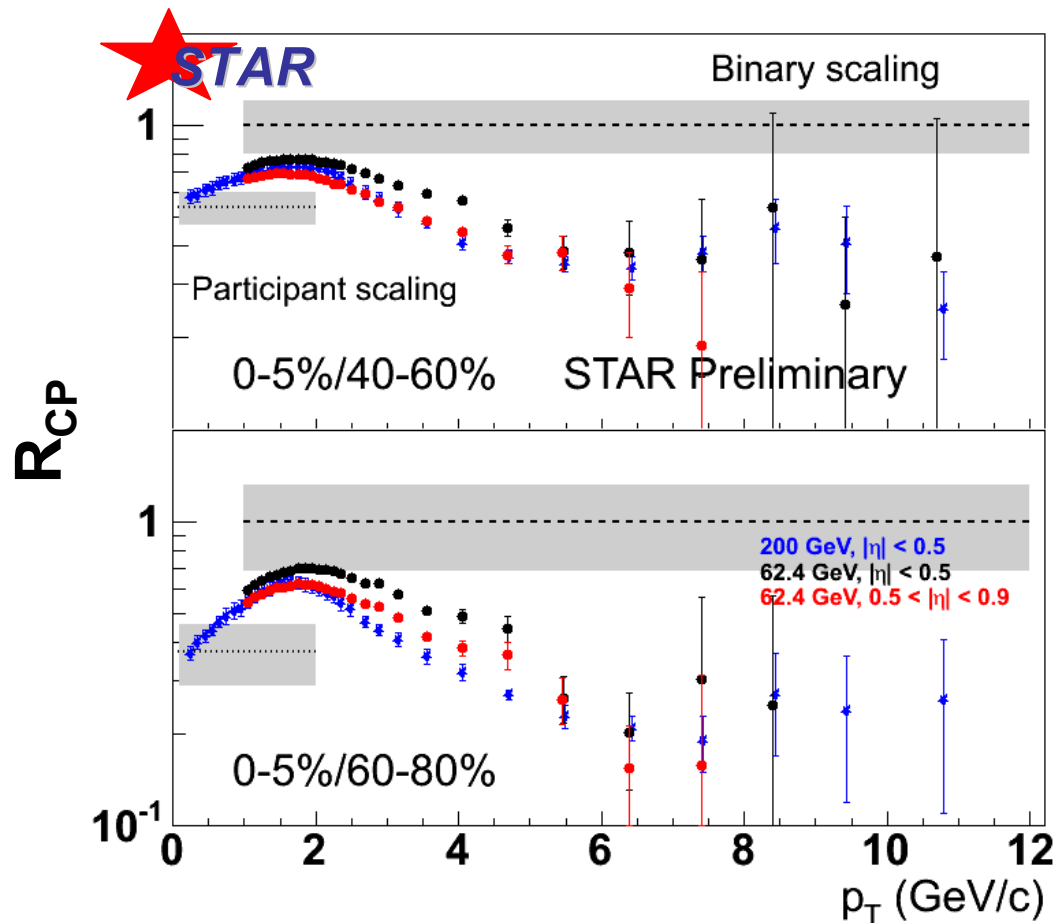 STAR
Binary scaling
1
Participant scaling
0-5%/40-60%
STAR Preliminary
R_CP
1
200 GeV, |η| < 0.5
62.4 GeV, |η| < 0.5
62.4 GeV, 0.5 < |η| < 0.9
0-5%/60-80%
10^-1
0 2 4 6 8 10 12
p_T (GeV/c)